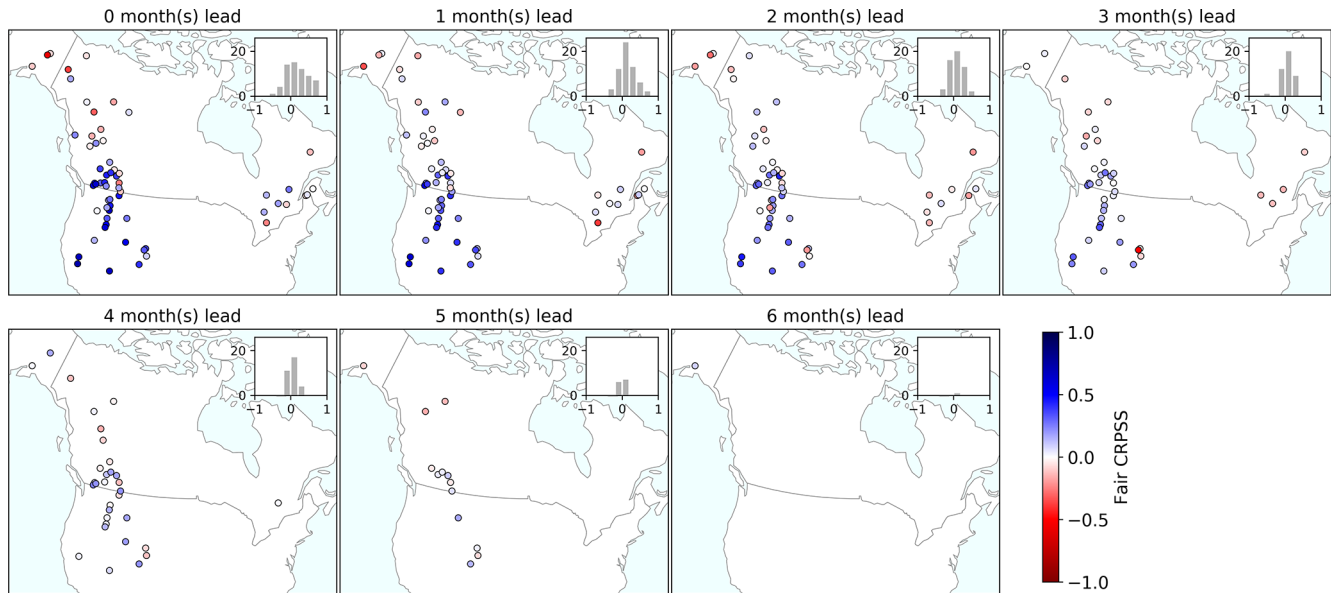 0 month(s) lead
1 month(s) lead
2 month(s) lead
3 month(s) lead
20
0
−1 0 1
20
0
−1 0 1
20
0
−1 0 1
20
0
−1 0 1
4 month(s) lead
5 month(s) lead
6 month(s) lead
20
0
−1 0 1
20
0
−1 0 1
20
0
−1 0 1
1.0
0.5
0.0
−0.5
−1.0
Fair CRPSS